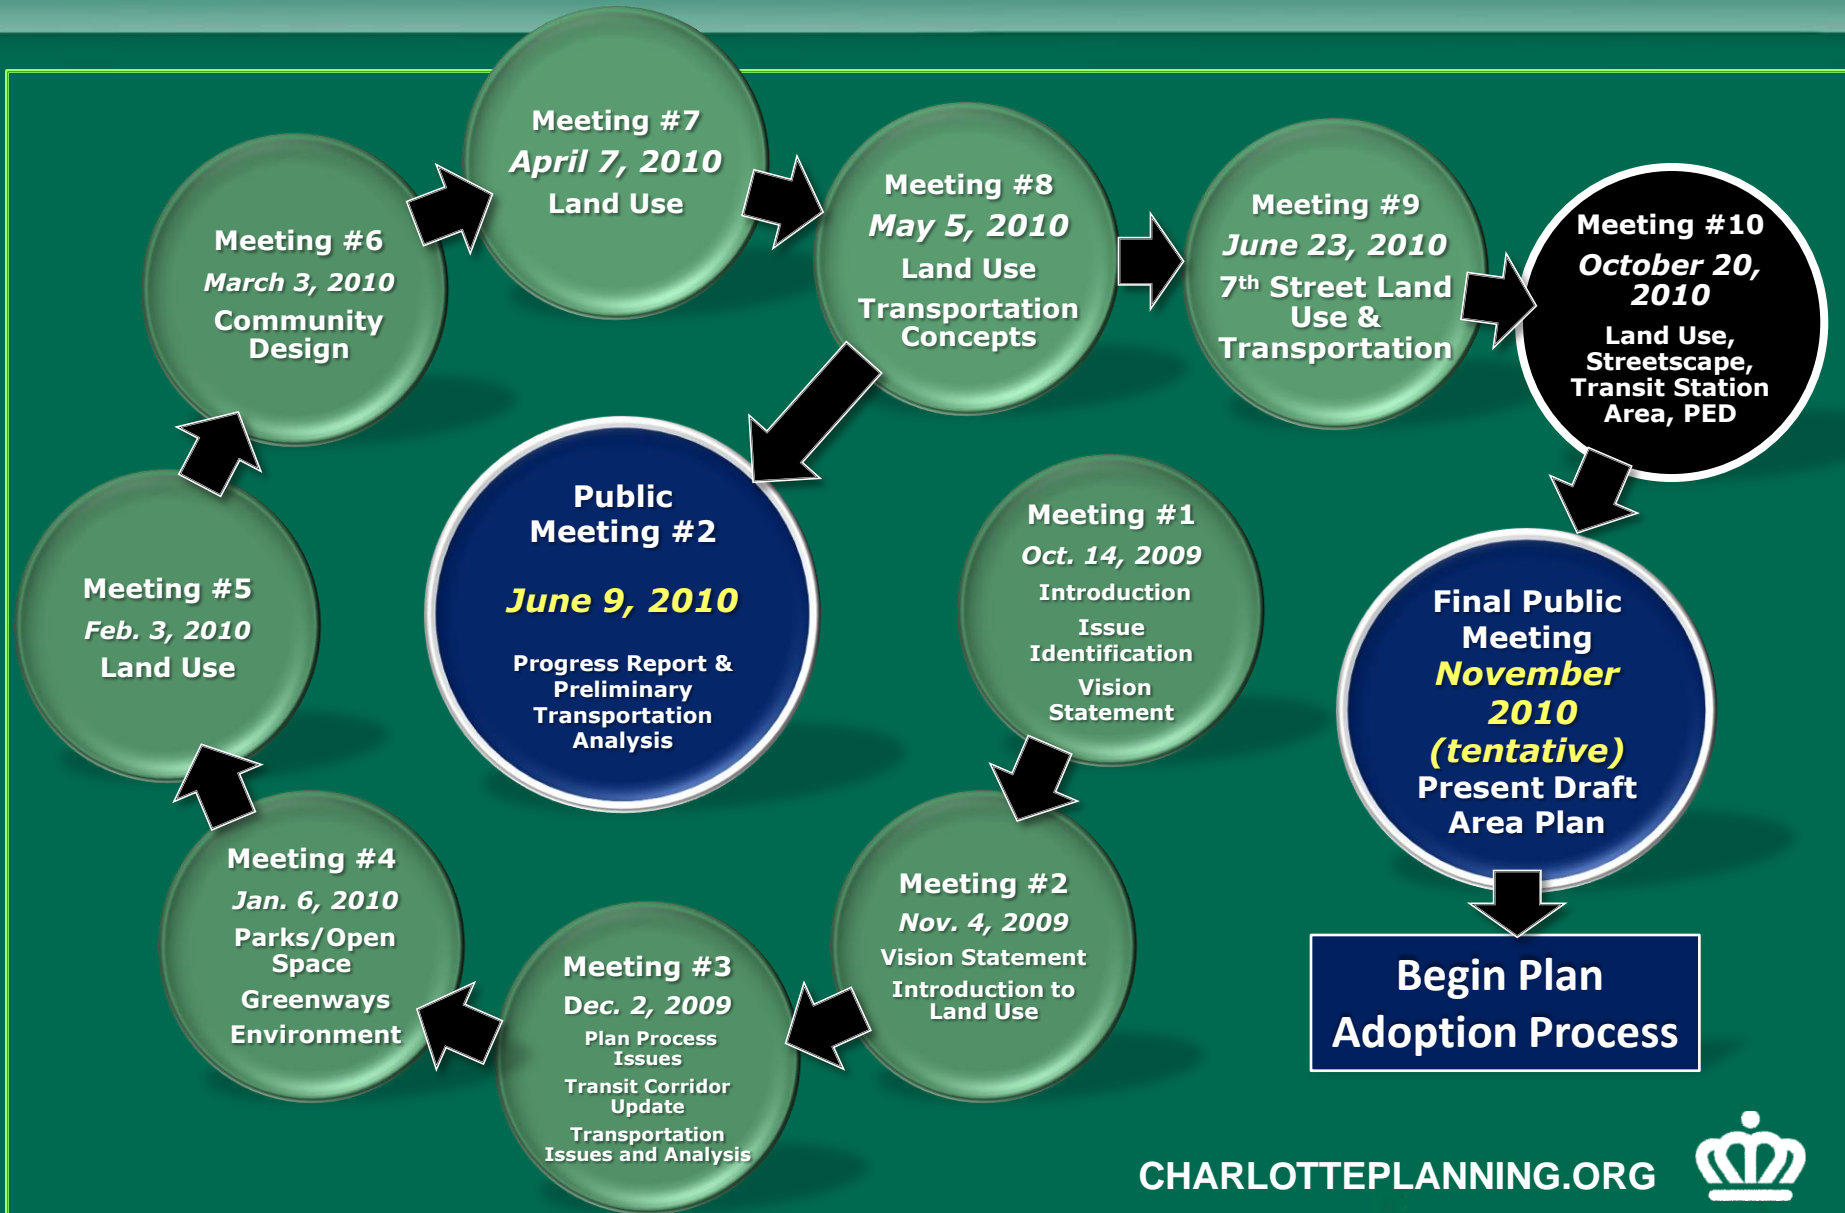 Meeting #1
Oct. 14, 2009
Introduction
Issue
Identification
Vision
Statement
Meeting #2
Nov. 4, 2009
Vision Statement
Introduction to
Land Use
Meeting #3
Dec. 2, 2009
Plan Process
Issues
Transit Corridor
Update
Transportation
Issues and Analysis
Meeting #4
Jan. 6, 2010
Parks/Open
Space
Greenways
Environment
Meeting #5
Feb. 3, 2010
Land Use
Meeting #6
March 3, 2010
Community
Design
Meeting #7
April 7, 2010
Land Use
Meeting #8
May 5, 2010
Land Use
Transportation
Concepts
Public
Meeting #2
June 9, 2010
Progress Report &
Preliminary
Transportation
Analysis
Meeting #9
June 23, 2010
7th Street Land
Use &
Transportation
Meeting #10
October 20,
2010
Land Use,
Streetscape,
Transit Station
Area, PED
Final Public
Meeting
November
2010
(tentative)
Present Draft
Area Plan
Begin Plan
Adoption Process
CHARLOTTEPLANNING.ORG